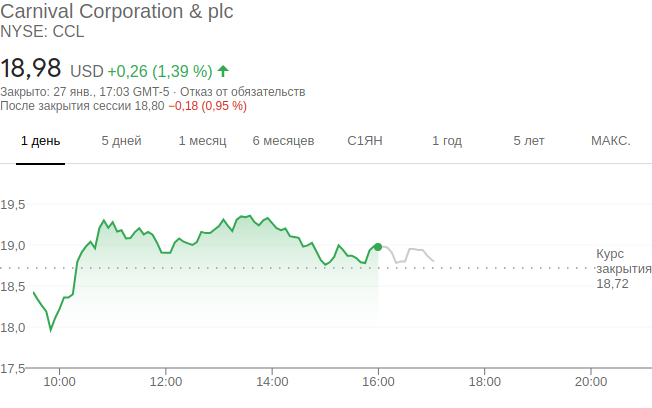 Carnival Corporation & plc
NYSE: CCL
18,98 USD +0,26 (1,39 %)
Закрыто: 27 янв., 17:03 GMT-5 · Отказ от обязательств
После закрытия сессии 18,80 −0,18 (0,95 %)
1 день 5 дней 1 месяц 6 месяцев С1ЯН 1 год 5 лет МАКС.
19,5
19,0
Курс
закрытия
18,72
18,5
18,0
17,5
10:00 12:00 14:00 16:00 18:00 20:00